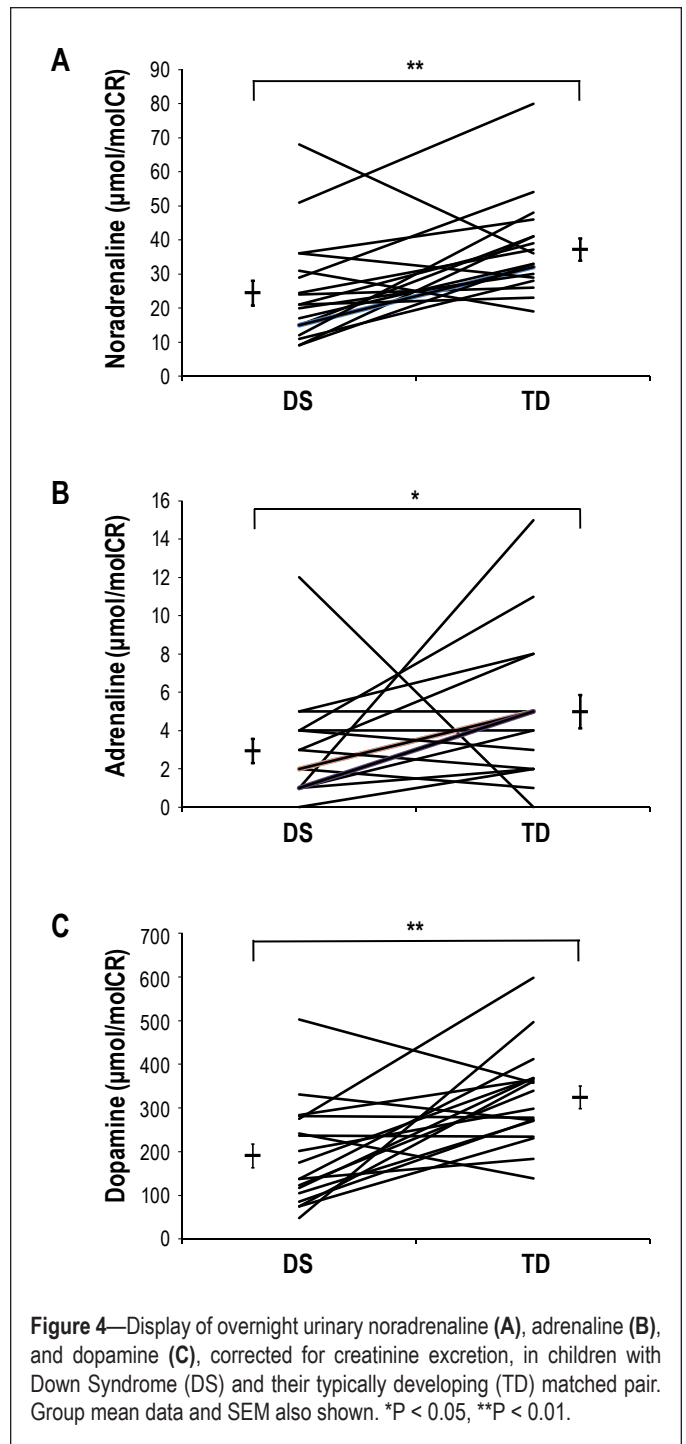 A
Noradrenaline (µmol/molCR)
90
80
70
60
50
40
30
20
10
0
**
DS
TD
B
Adrenaline (µmol/molCR)
16
14
12
10
8
6
4
2
0
*
DS
TD
C
Dopamine (µmol/molCR)
700
600
500
400
300
200
100
0
**
DS
TD
Figure 4—Display of overnight urinary noradrenaline (A), adrenaline (B),
and dopamine (C), corrected for creatinine excretion, in children with
Down Syndrome (DS) and their typically developing (TD) matched pair.
Group mean data and SEM also shown. *P < 0.05, **P < 0.01.